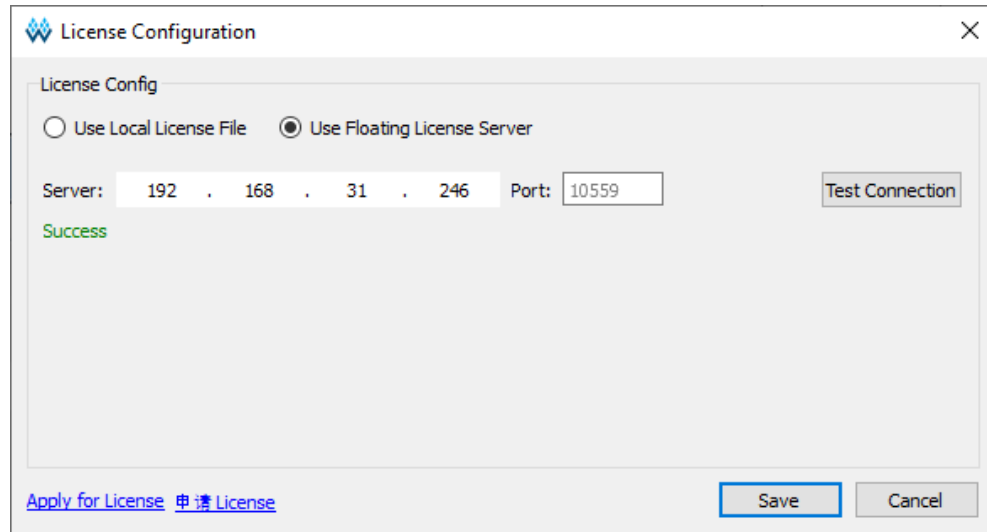 License Configuration
License Config
Use Local License File Use Floating License Server
Server: 192 . 168 . 31 . 246 Port: 10559 Test Connection
Success
Apply for License 申请 License Save Cancel